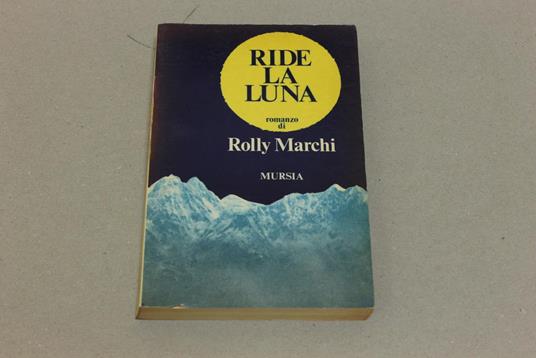 RIDE
LA
LUNA
romanzo
di
Rolly Marchi
MURSIA